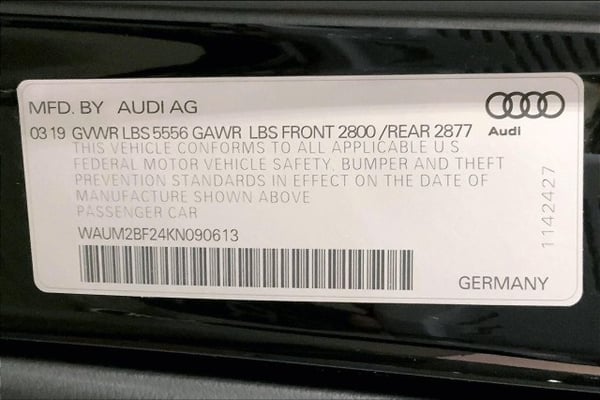 MFD. BY AUDI AG
03 19 GVWR LBS 5556 GAWR LBS FRONT 2800 /REAR 2877
Audi
THIS VEHICLE CONFORMS TO ALL APPLICABLE U S
FEDERAL MOTOR VEHICLE SAFETY, BUMPER AND THEFT
PREVENTION STANDARDS IN EFFECT ON THE DATE OF
MANUFACTURE SHOWN ABOVE
PASSENGER CAR
WAUM2BF24KN090613
GERMANY
1142427